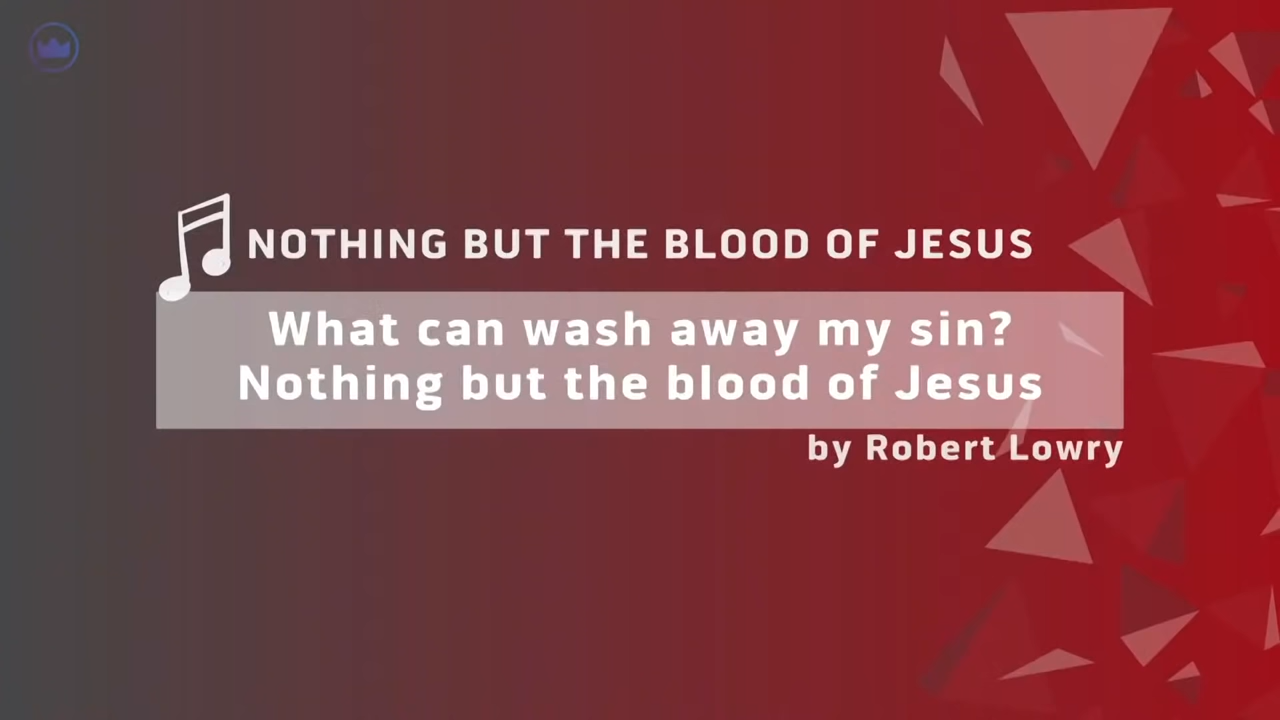 NOTHING BUT THE BLOOD OF JESUS
What can wash away my sin?
Nothing but the blood of Jesus
by Robert Lowry